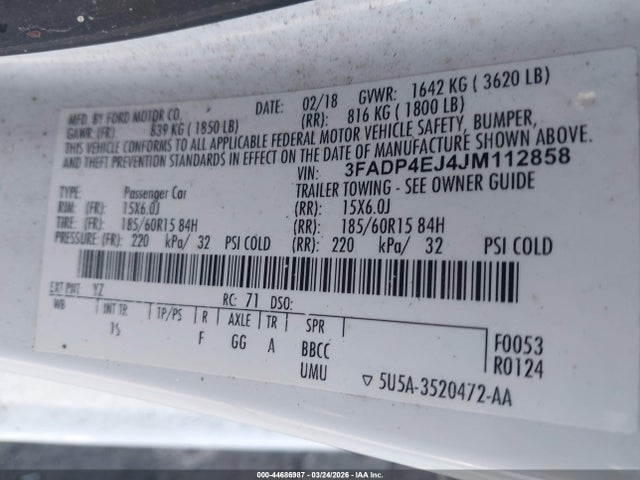 MFD. BY FORD MOTOR CO. DATE: 02/18 GVWR: 1642 KG ( 3620 LB)
GAWR:(FR): 839 KG ( 1850 LB) (RR): 816 KG ( 1800 LB)
THIS VEHICLE CONFORMS TO ALL APPLICABLE FEDERAL MOTOR VEHICLE SAFETY, BUMPER,
AND THEFT PREVENTION STANDARDS IN EFFECT ON THE DATE OF MANUFACTURE SHOWN ABOVE.
VIN: 3FADP4EJ4JM112858
TYPE: Passenger Car TRAILER TOWING - SEE OWNER GUIDE
RIM: (FR): 15X6.0J (RR): 15X6.0J
TIRE: (FR): 185/60R15 84H (RR): 185/60R15 84H
PRESSURE:(FR): 220 kPa/ 32 PSI COLD (RR): 220 kPa/ 32 PSI COLD
EXT PNT: YZ RC: 71 DSO:
WB INT TR TP/PS R AXLE TR SPR F0053
15 F GG A BBCC R0124
UMU ▽ 5U5A-3520472-AA
000-44686987 03/24/2026 IAA Inc.